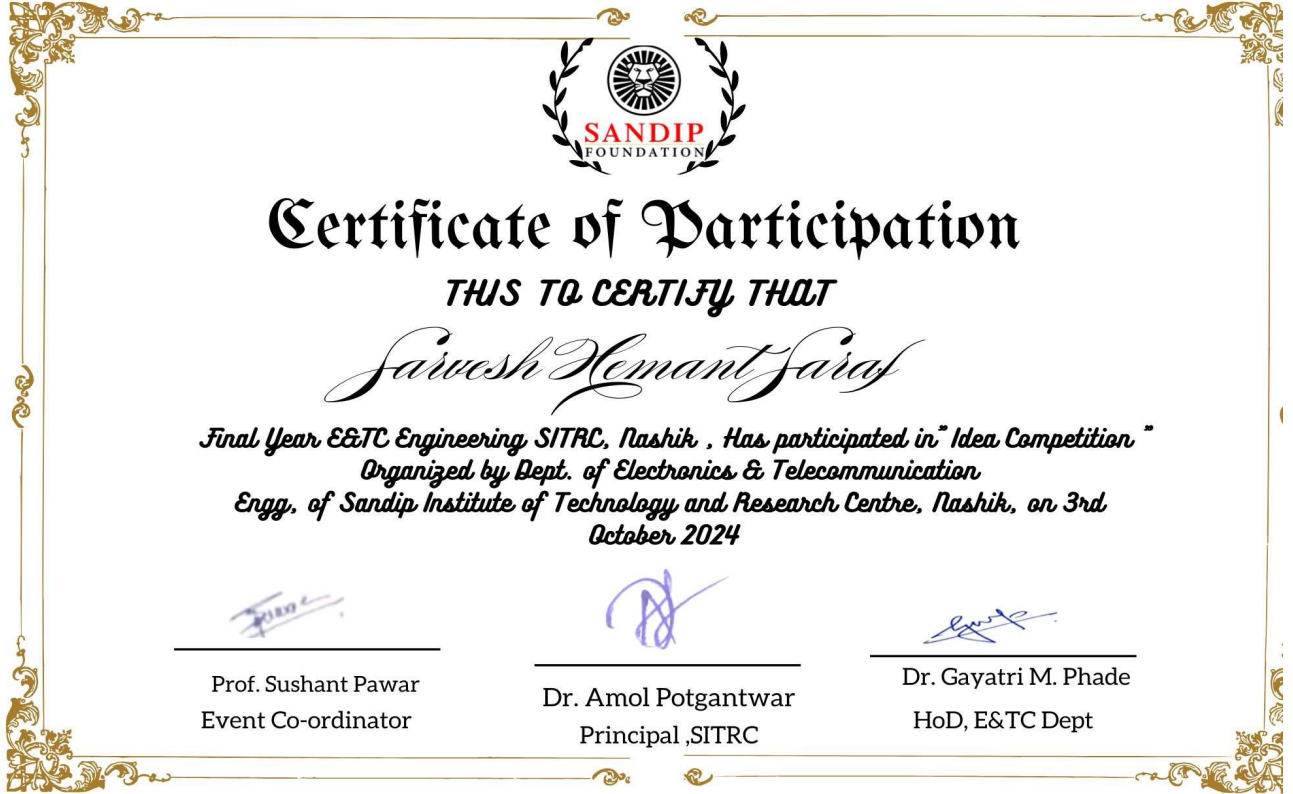 SANDIP
FOUNDATION
Certificate of Participation
THIS TO CERTIFY THAT
Sarvesh Hemant Saraf
Final Year E&TC Engineering SITRC, Nashik , Has participated in" Idea Competition "
Organized by Dept. of Electronics & Telecommunication
Engg, of Sandip Institute of Technology and Research Centre, Nashik, on 3rd
October 2024
Prof. Sushant Pawar
Event Co-ordinator
Dr. Amol Potgantwar
Principal ,SITRC
Dr. Gayatri M. Phade
HoD, E&TC Dept